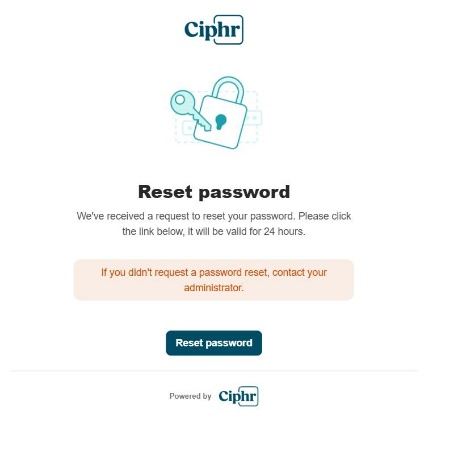 Ciphr
Reset password
We've received a request to reset your password. Please click
the link below, it will be valid for 24 hours.
If you didn't request a password reset, contact your
administrator.
Reset password
Powered by Ciphr